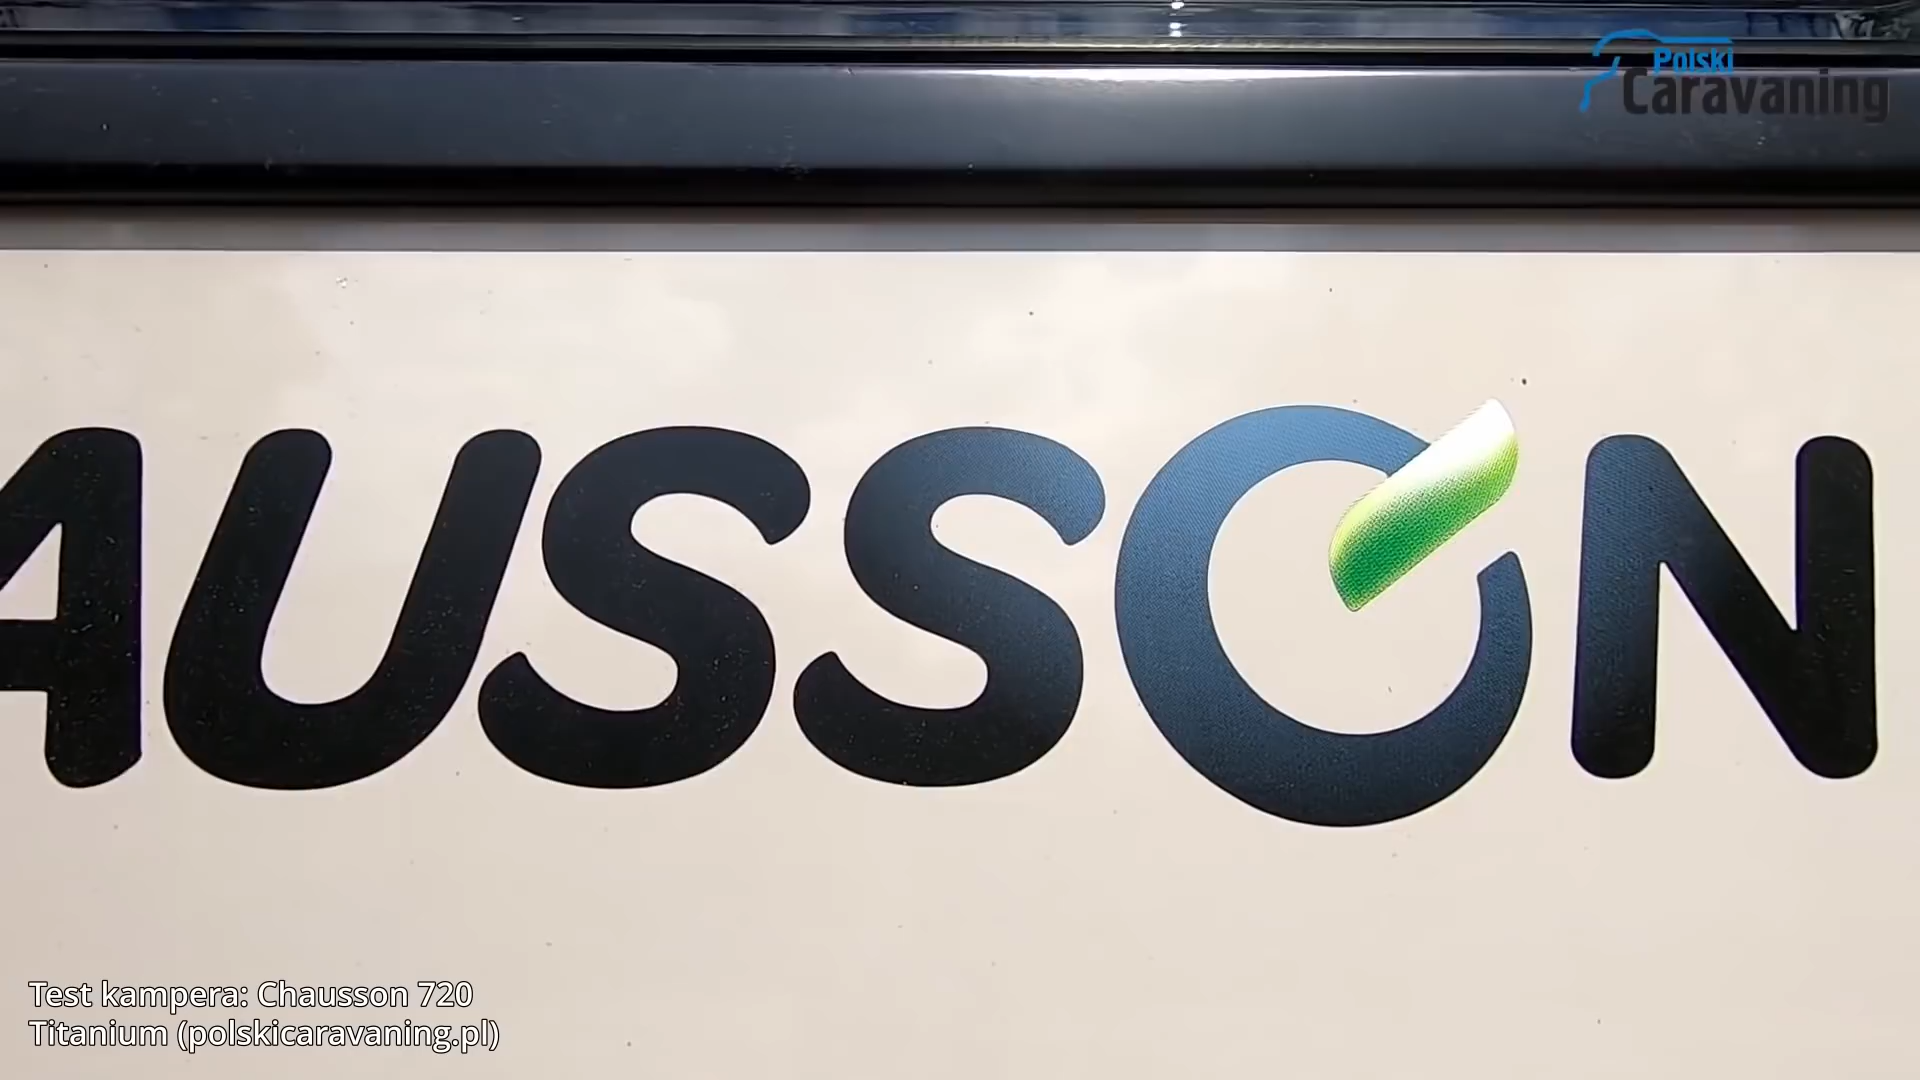 Polski
Caravaning
AUSSON
Test kampera: Chausson 720
Titanium (polskicaravaning.pl)